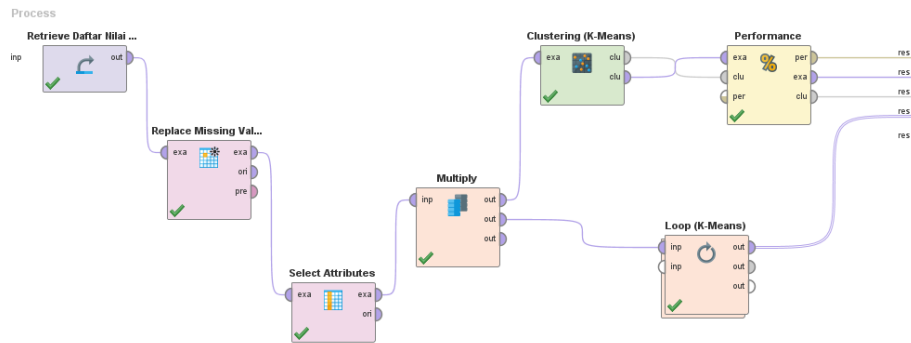 Process
Retrieve Daftar Nilai ...
inp
out
Replace Missing Val...
exa
exa
ori
pre
Select Attributes
exa
exa
ori
Multiply
inp
out
out
out
Clustering (K-Means)
exa
clu
clu
Performance
exa
per
clu
exa
per
clu
Loop (K-Means)
inp
out
inp
out
out
res
res
res
res
res